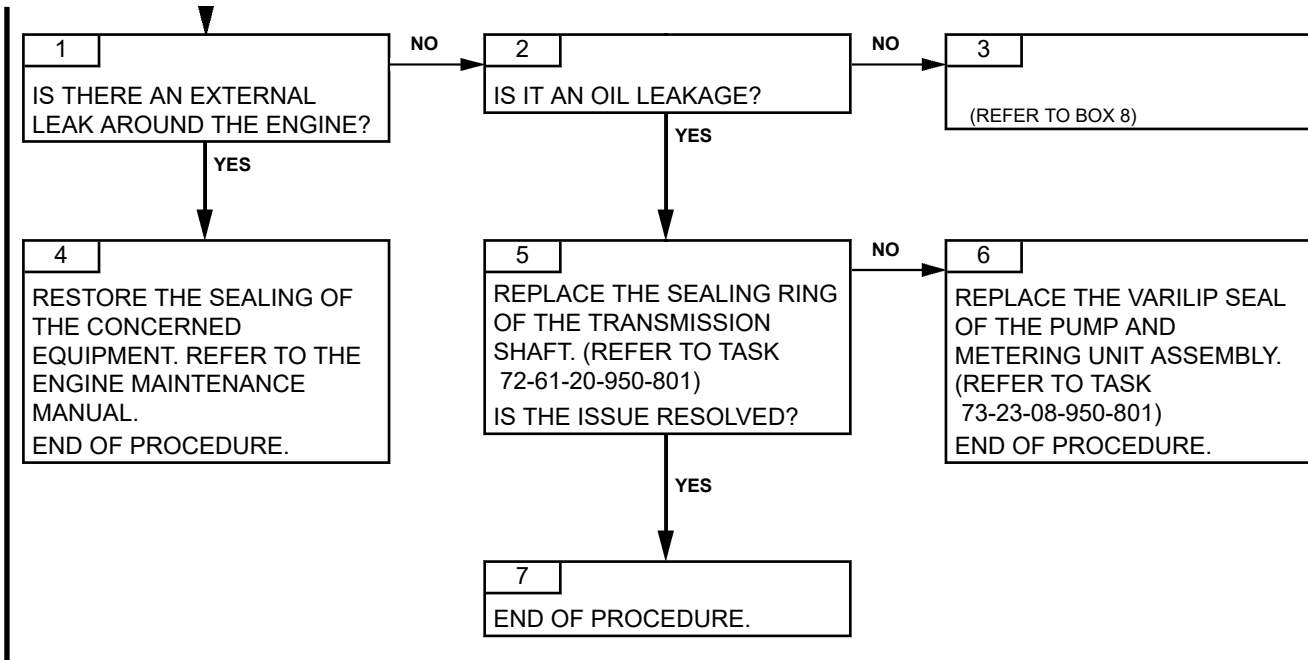 1
IS THERE AN EXTERNAL
LEAK AROUND THE ENGINE?
NO
2
IS IT AN OIL LEAKAGE?
NO
3
(REFER TO BOX 8)
YES
YES
4
RESTORE THE SEALING OF
THE CONCERNED
EQUIPMENT. REFER TO THE
ENGINE MAINTENANCE
MANUAL.
END OF PROCEDURE.
5
REPLACE THE SEALING RING
OF THE TRANSMISSION
SHAFT. (REFER TO TASK
72-61-20-950-801)
IS THE ISSUE RESOLVED?
NO
6
REPLACE THE VARILIP SEAL
OF THE PUMP AND
METERING UNIT ASSEMBLY.
(REFER TO TASK
73-23-08-950-801)
END OF PROCEDURE.
YES
7
END OF PROCEDURE.